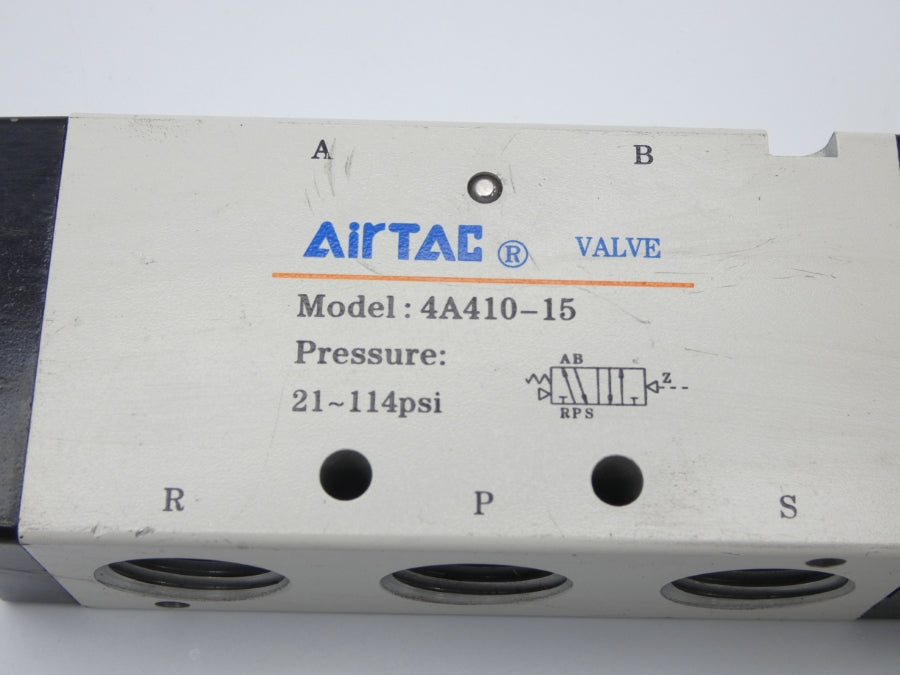 A B
AirTAC ® VALVE
Model: 4A410-15
Pressure:
21~114psi
AB
Z
RPS
R P S